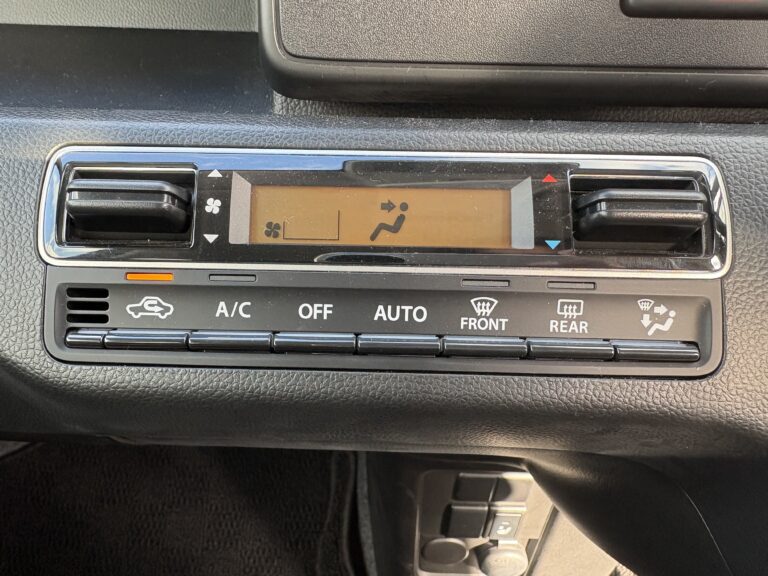 A/C OFF AUTO FRONT REAR